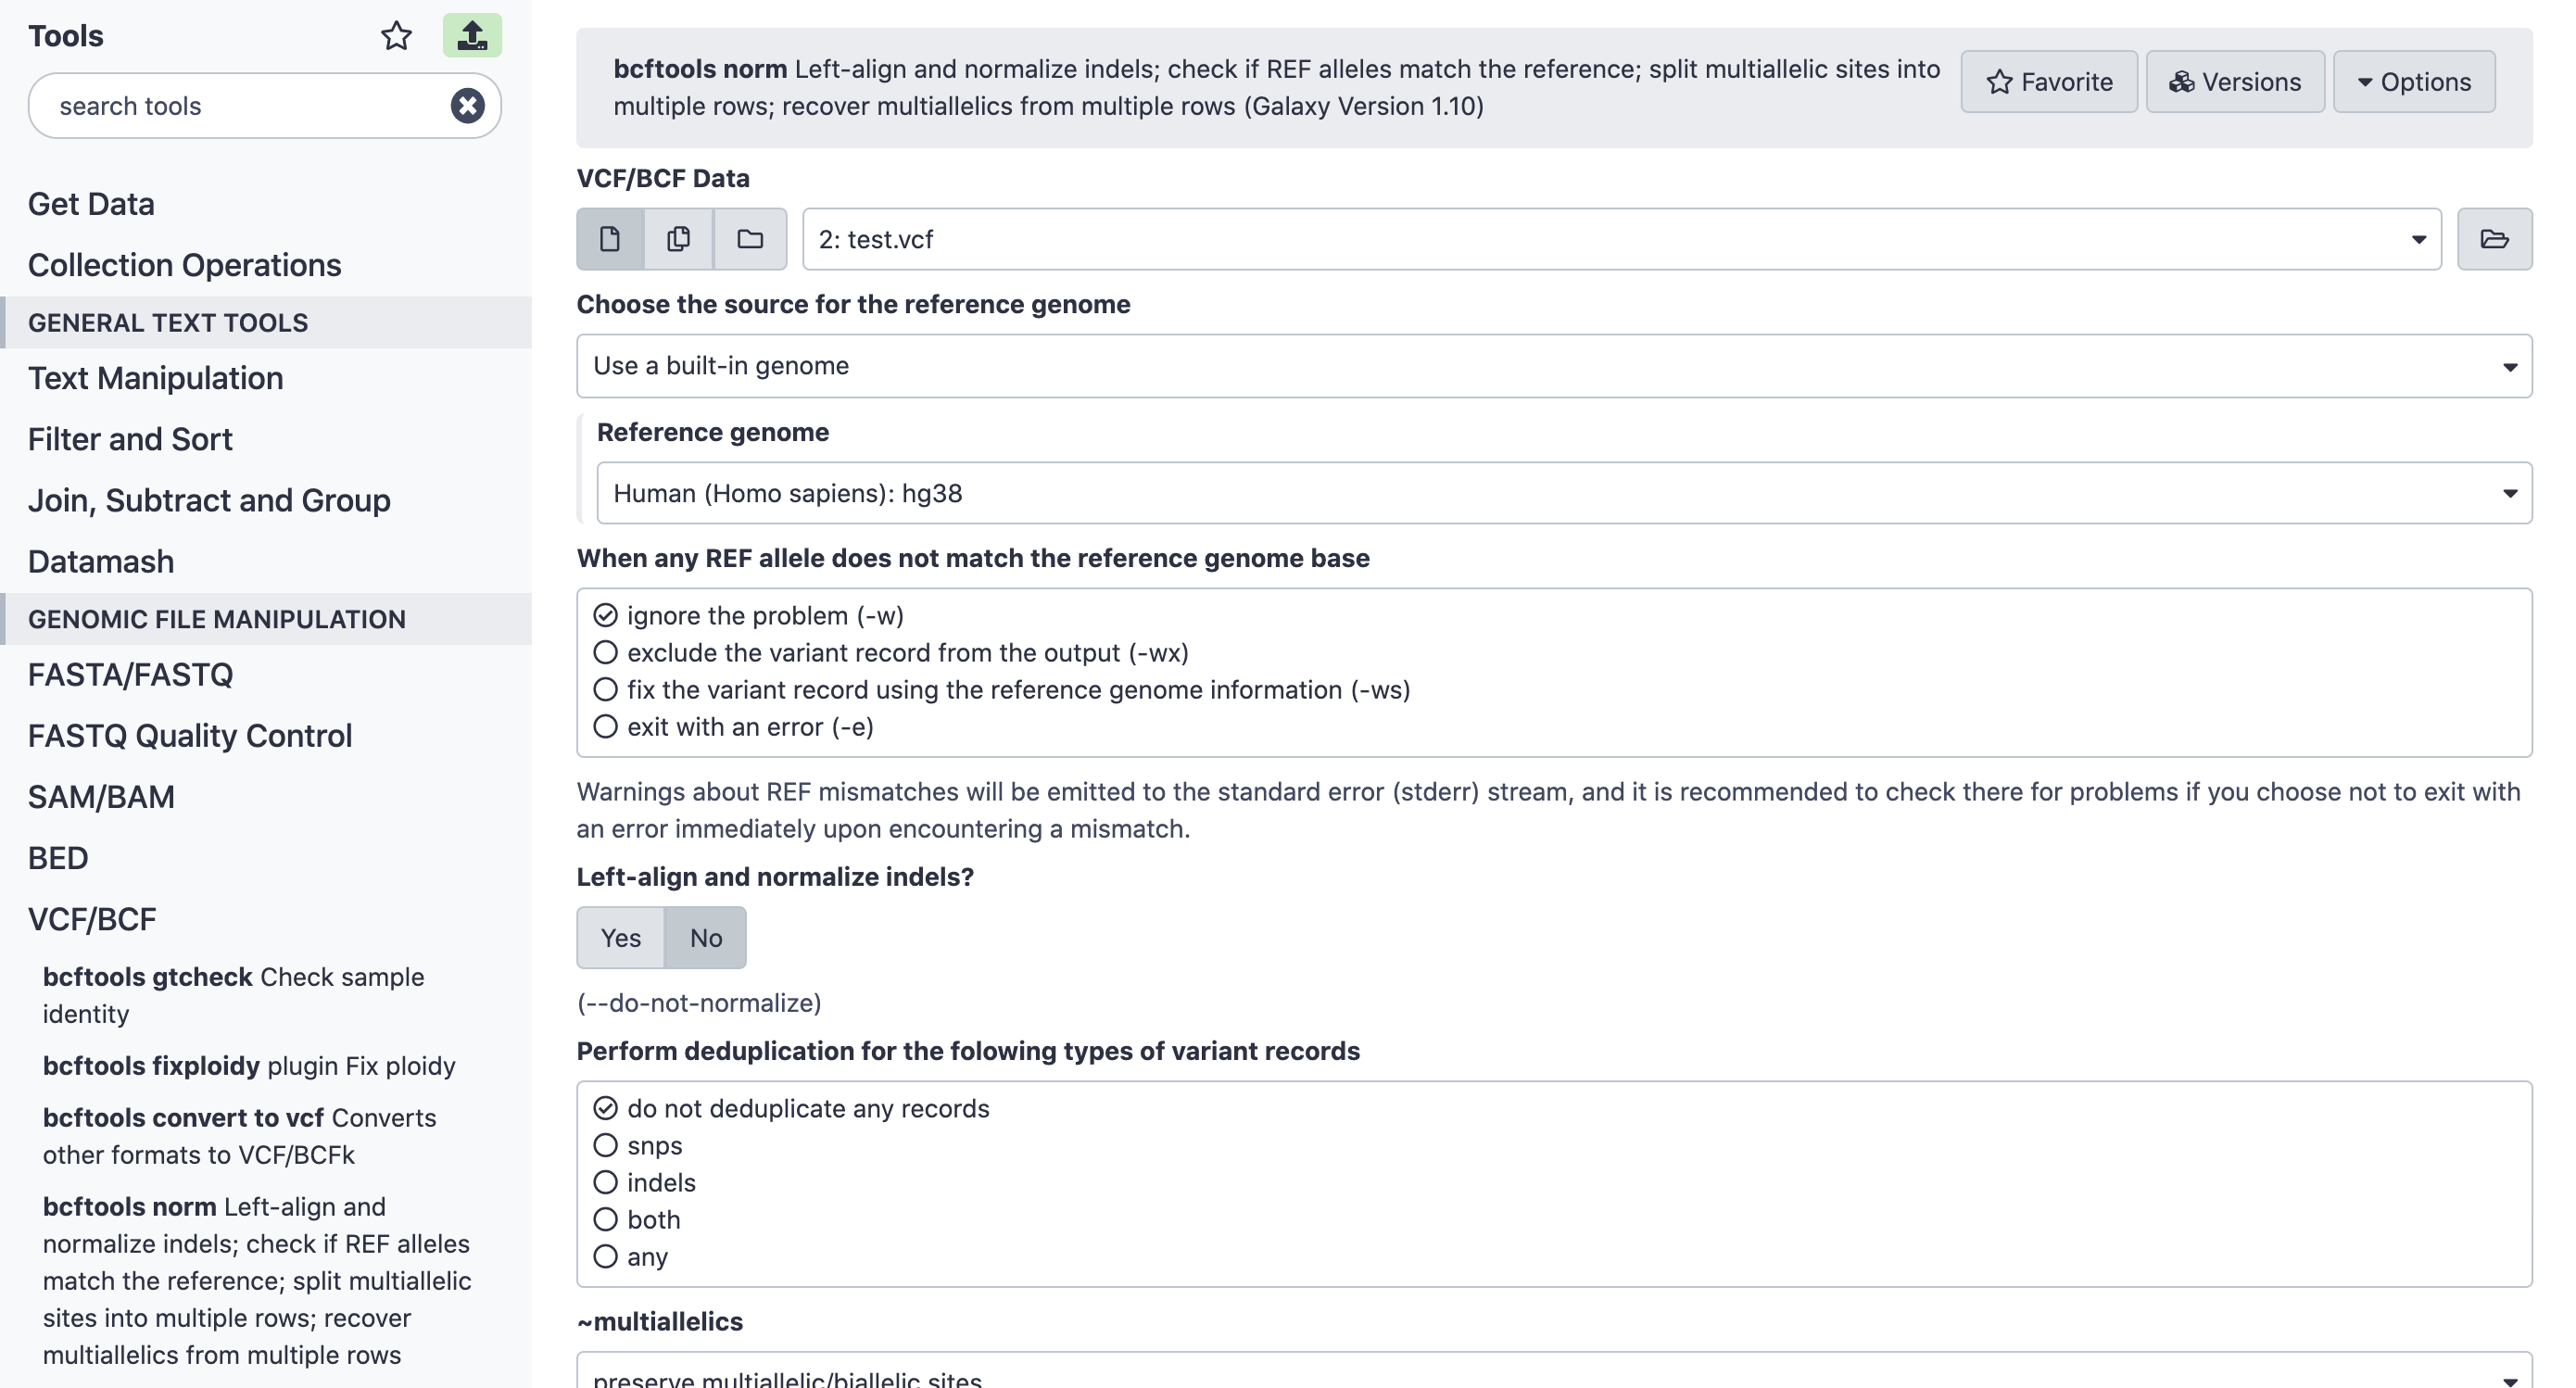 Tools
search tools
Get Data
Collection Operations
GENERAL TEXT TOOLS
Text Manipulation
Filter and Sort
Join, Subtract and Group
Datamash
GENOMIC FILE MANIPULATION
FASTA/FASTQ
FASTQ Quality Control
SAM/BAM
BED
VCF/BCF
bcftools gtcheck Check sample
identity
bcftools fixploidy plugin Fix ploidy
bcftools convert to vcf Converts
other formats to VCF/BCFk
bcftools norm Left-align and
normalize indels; check if REF alleles
match the reference; split multiallelic
sites into multiple rows; recover
multiallelics from multiple rows
bcftools norm Left-align and normalize indels; check if REF alleles match the reference; split multiallelic sites into
multiple rows; recover multiallelics from multiple rows (Galaxy Version 1.10)
Favorite
Versions
Options
VCF/BCF Data
2: test.vcf
Choose the source for the reference genome
Use a built-in genome
Reference genome
Human (Homo sapiens): hg38
When any REF allele does not match the reference genome base
ignore the problem (-w)
exclude the variant record from the output (-wx)
fix the variant record using the reference genome information (-ws)
exit with an error (-e)
Warnings about REF mismatches will be emitted to the standard error (stderr) stream, and it is recommended to check there for problems if you choose not to exit with
an error immediately upon encountering a mismatch.
Left-align and normalize indels?
Yes
No
(--do-not-normalize)
Perform deduplication for the folowing types of variant records
do not deduplicate any records
snps
indels
both
any
~multiallelics
preserve multiallelic/biallelic sites